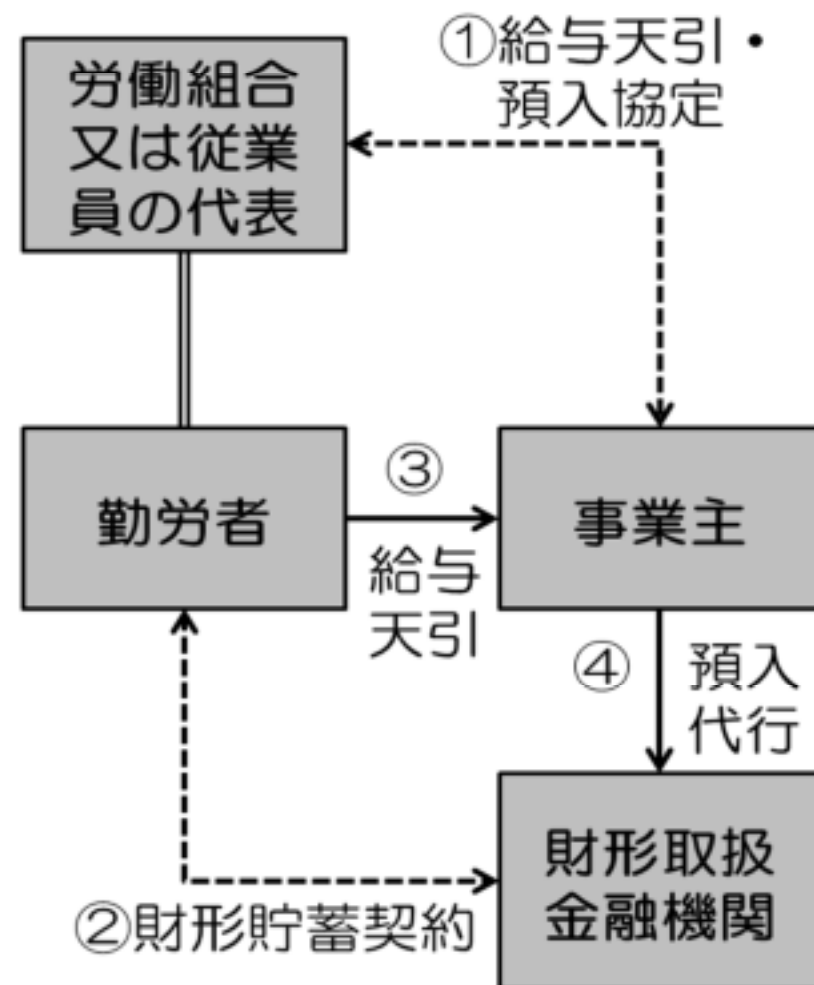 ①給与天引・
預入協定
労働組合
又は従業
員の代表
勤労者
③
給与
天引
事業主
④
預入
代行
財形取扱
金融機関
②財形貯蓄契約